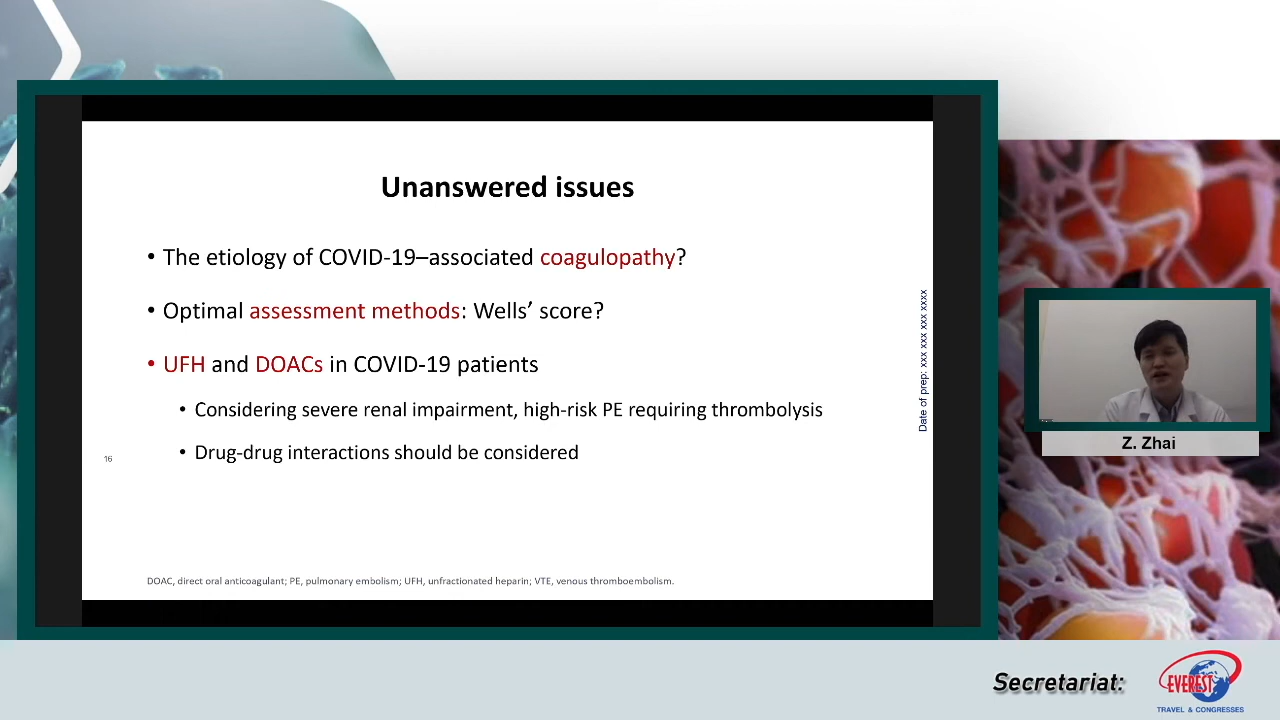 Unanswered issues
• The etiology of COVID-19–associated coagulopathy?
• Optimal assessment methods: Wells’ score?
• UFH and DOACs in COVID-19 patients
• Considering severe renal impairment, high-risk PE requiring thrombolysis
• Drug-drug interactions should be considered
16
DOAC, direct oral anticoagulant; PE, pulmonary embolism; UFH, unfractionated heparin; VTE, venous thromboembolism.
Date of prep: xxx xxx xxx xxxx
Z. Zhai
Secretariat:
EVEREST
TRAVEL & CONGRESSES